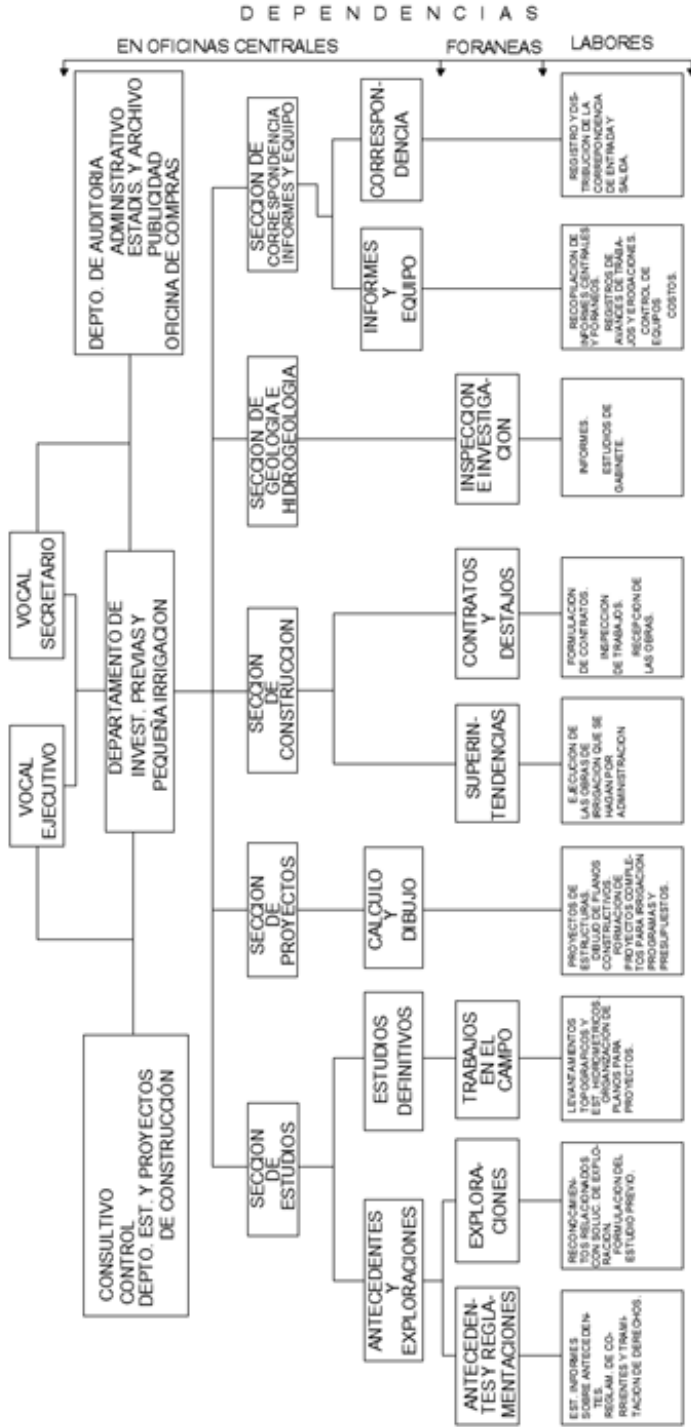 D E P E N D E N C I A S
EN OFICINAS CENTRALES
FORANEAS
LABORES
VOCAL
EJECUTIVO
VOCAL
SECRETARIO
CONSULTIVO
CONTROL
DEPTO. EST. Y PROYECTOS
DE CONSTRUCCIÓN
DEPARTAMENTO DE
INVEST. PREVIAS Y
PEQUEÑA IRRIGACION
DEPTO. DE AUDITORIA
ADMINISTRATIVO
ESTADIS. Y ARCHIVO
PUBLICIDAD
OFICINA DE COMPRAS
SECCION
DE
ESTUDIOS
SECCION
DE
PROYECTOS
SECCION
DE
CONSTRUCCION
SECCION DE
GEOLOGIA E
HIDROGEOLOGIA
SECCION DE
CORRESPONDENCIA
INFORMES Y EQUIPO
ANTECEDENTES
Y
EXPLORACIONES
ESTUDIOS
DEFINITIVOS
CALCULO
Y
DIBUJO
INFORMES
Y
EQUIPO
CORRESPON-
DENCIA
ANTECEDEN-
TES Y REGLA-
MENTACIONES
EXPLORA-
CIONES
TRABAJOS
EN EL
CAMPO
SUPERIN-
TENDENCIAS
CONTRATOS
Y
DESTAJOS
INSPECCION
E INVESTIGA-
CION
EST. INFORMES
SOBRE ANTECEDEN-
TES.
REGLAM. DE CO-
RRIENTES Y TRAMI-
TACION DE DERECHOS.
RECONOCIMIEN-
TOS RELACIONADOS
CON SOLUC. DE EXPLO-
RACION.
FORMULACION DEL
ESTUDIO PREVIO.
LEVANTAMIENTOS
TOPOGRAFICOS Y
EST. HIDROMETRICOS.
ORGANIZACION DE
PLANOS PARA
PROYECTOS.
PROYECTOS DE
ESTRUCTURAS.
DIBUJO DE PLANOS
CONSTRUCTIVOS.
FORMACION DE
PROYECTOS COMPLE-
TOS PARA IRRIGACION
PROGRAMAS Y
PRESUPUESTOS.
EJECUCION DE
LAS OBRAS DE
IRRIGACION QUE SE
HAGAN POR
ADMINISTRACION
FORMULACION
DE CONTRATOS.
INSPECCION
DE TRABAJOS.
RECEPCION DE
LAS OBRAS.
INFORMES.
ESTUDIOS DE
GABINETE.
RECOPILACION DE
INFORMES CENTRALES
Y FORANEOS.
REGISTROS DE
AVANCES DE TRABA-
JOS Y EROGACIONES.
CONTROL DE
EQUIPOS
COSTOS.
REGISTRO Y DIS-
TRIBUCION DE LA
CORREPONDENCIA
DE ENTRADA Y
SALIDA.